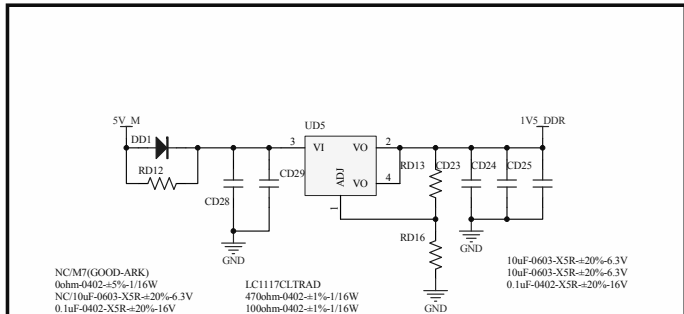 5V_M
1V5_DDR
UD5
DD1
3
VI
VO
2
RD12
RD13
CD23
CD24
CD25
CD28
CD29
ADJ
VO
4
1
GND
RD16
GND
GND
NC/M7(GOOD-ARK)
0ohm-0402-±5%-1/16W
NC/10uF-0603-X5R-±20%-6.3V
0.1uF-0402-X5R-±20%-16V
LC1117CLTRAD
470ohm-0402-±1%-1/16W
100ohm-0402-±1%-1/16W
10uF-0603-X5R-±20%-6.3V
10uF-0603-X5R-±20%-6.3V
0.1uF-0402-X5R-±20%-16V